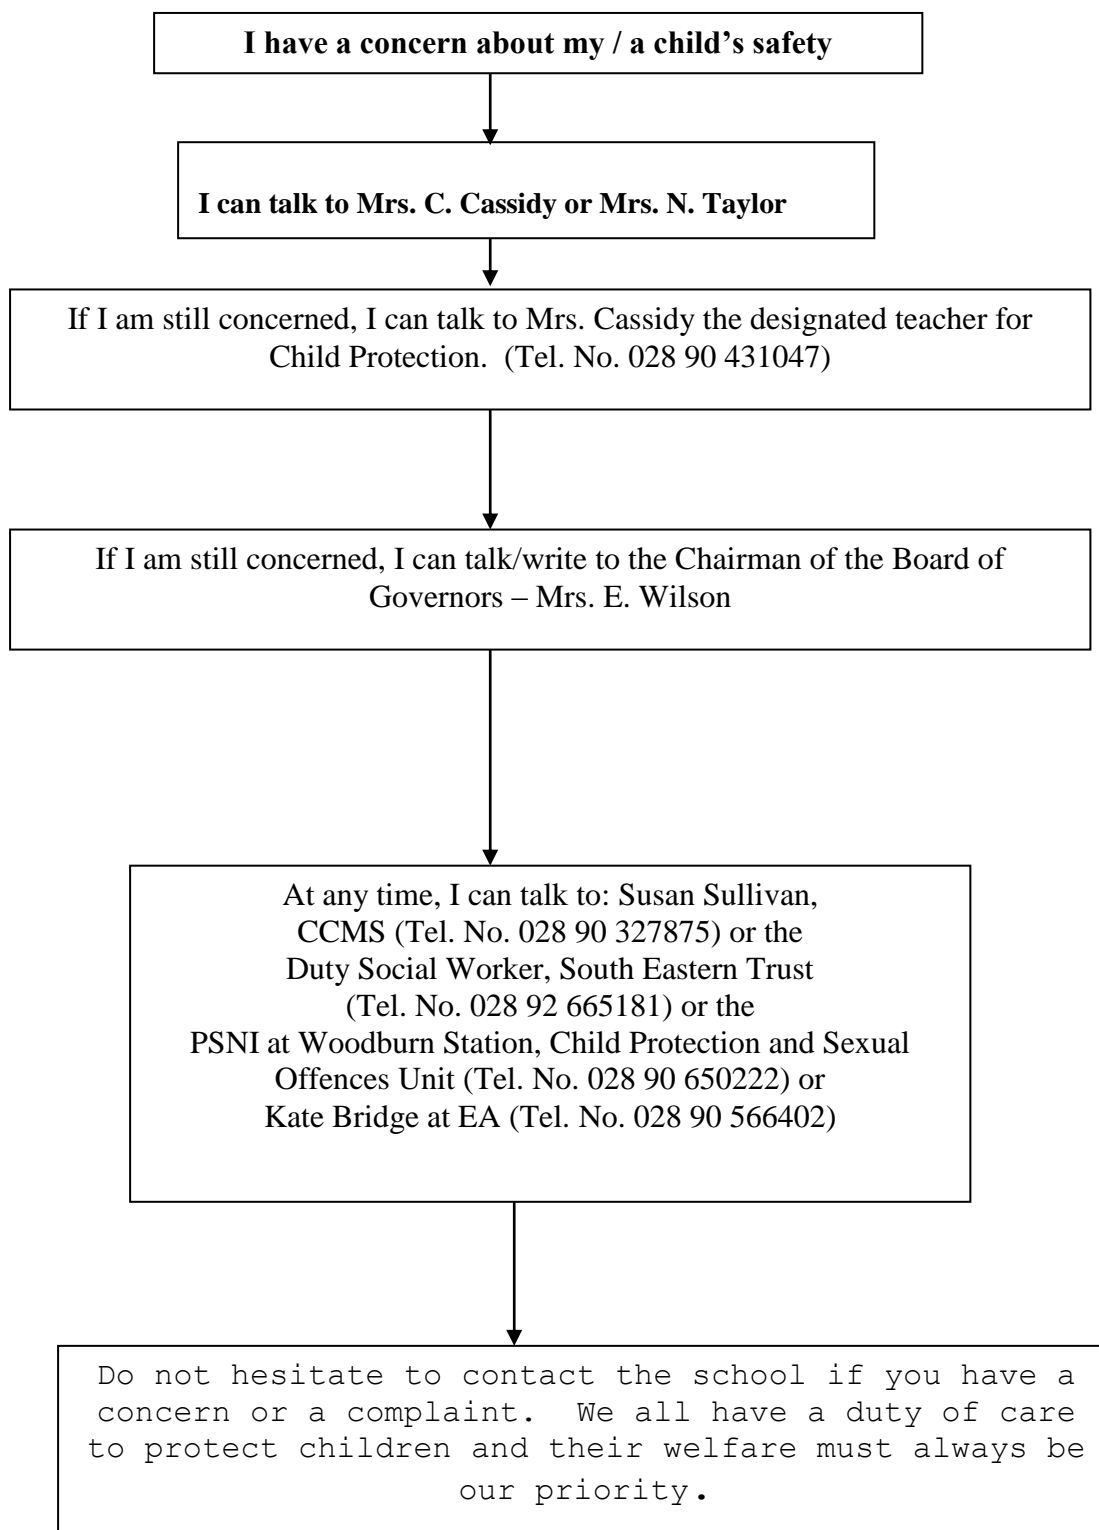 I have a concern about my / a child’s safety
I can talk to Mrs. C. Cassidy or Mrs. N. Taylor
If I am still concerned, I can talk to Mrs. Cassidy the designated teacher for
Child Protection.  (Tel. No. 028 90 431047)
If I am still concerned, I can talk/write to the Chairman of the Board of
Governors – Mrs. E. Wilson
At any time, I can talk to: Susan Sullivan,
CCMS (Tel. No. 028 90 327875) or the
Duty Social Worker, South Eastern Trust
(Tel. No. 028 92 665181) or the
PSNI at Woodburn Station, Child Protection and Sexual
Offences Unit (Tel. No. 028 90 650222) or
Kate Bridge at EA (Tel. No. 028 90 566402)
Do not hesitate to contact the school if you have a
concern or a complaint.  We all have a duty of care
to protect children and their welfare must always be
our priority.